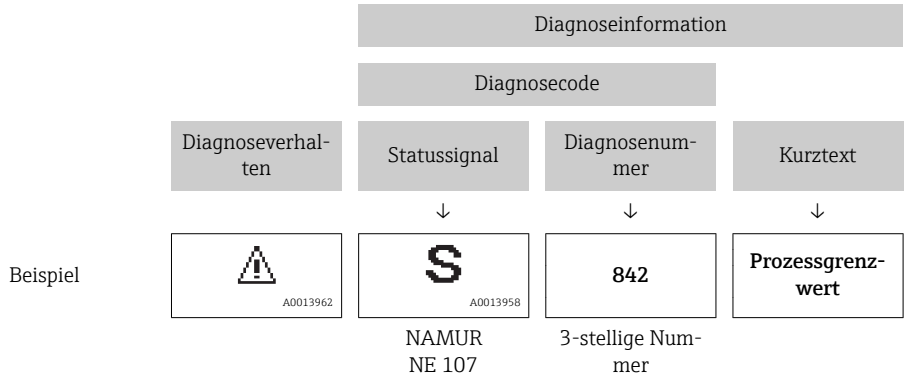 Diagnoseinformation
Diagnosecode
Diagnoseverhal-
ten
Statussignal
Diagnosenum-
mer
Kurztext
↓
↓
↓
Beispiel
A0013962
S
A0013958
842
Prozessgrenz-
wert
NAMUR
NE 107
3-stellige Num-
mer